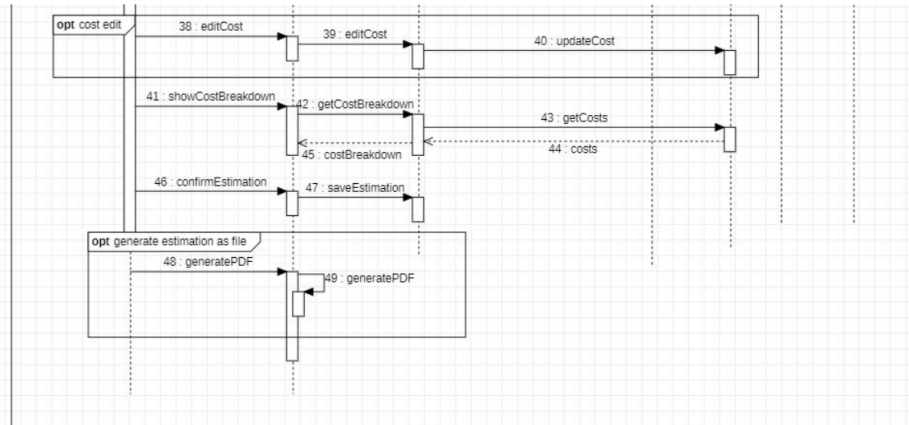 opt cost edit
38 : editCost
39 : editCost
40 : updateCost
41 : showCostBreakdown
42 : getCostBreakdown
43 : getCosts
44 : costs
45 : costBreakdown
46 : confirmEstimation
47 : saveEstimation
opt generate estimation as file
48 : generatePDF
49 : generatePDF